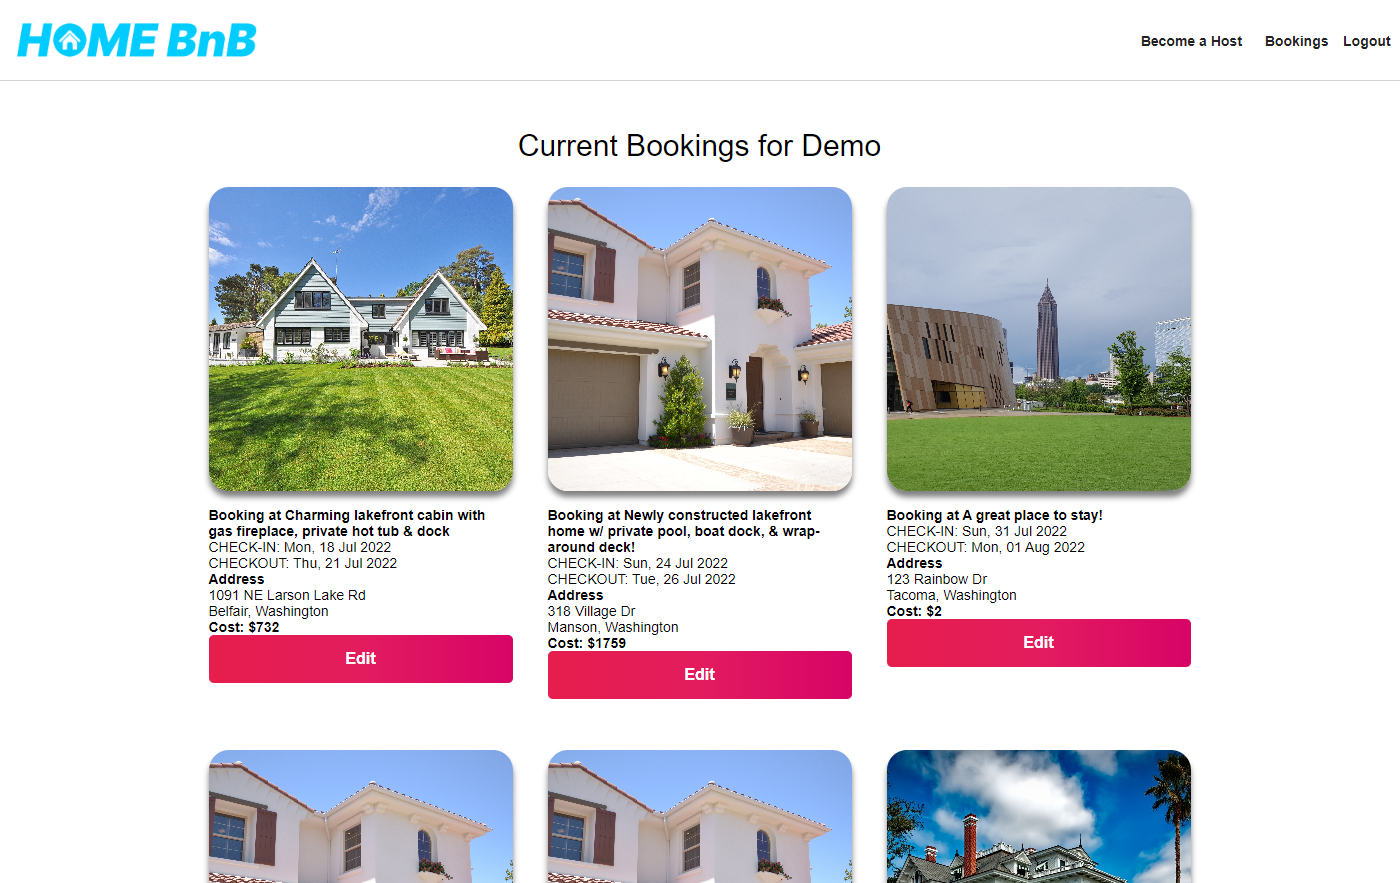 HOME BnB
Become a Host
Bookings
Logout
Current Bookings for Demo
Booking at Charming lakefront cabin with
gas fireplace, private hot tub & dock
CHECK-IN: Mon, 18 Jul 2022
CHECKOUT: Thu, 21 Jul 2022
Address
1091 NE Larson Lake Rd
Belfair, Washington
Cost: $732
Edit
Booking at Newly constructed lakefront
home w/ private pool, boat dock, & wrap-
around deck!
CHECK-IN: Sun, 24 Jul 2022
CHECKOUT: Tue, 26 Jul 2022
Address
318 Village Dr
Manson, Washington
Cost: $1759
Edit
Booking at A great place to stay!
CHECK-IN: Sun, 31 Jul 2022
CHECKOUT: Mon, 01 Aug 2022
Address
123 Rainbow Dr
Tacoma, Washington
Cost: $2
Edit